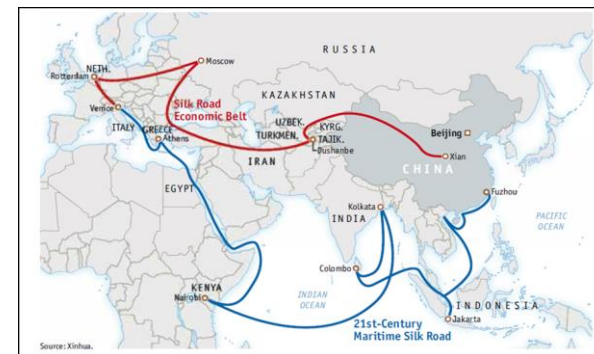 RUSSIA
Moscow
NETH.
Rotterdam
KAZAKHSTAN
Venice
Silk Road
Economic Belt
UZBEK.
KYRG.
ITALY
GREECE
Athens
TURKMEN.
TAJIK.
Dushanbe
Beijing
Xian
CHINA
IRAN
EGYPT
Fuzhou
Kolkata
INDIA
PACIFIC
OCEAN
Colombo
KENYA
Nairobi
INDIAN
OCEAN
INDONESIA
Jakarta
21st-Century
Maritime Silk Road
Source: Xinhua.